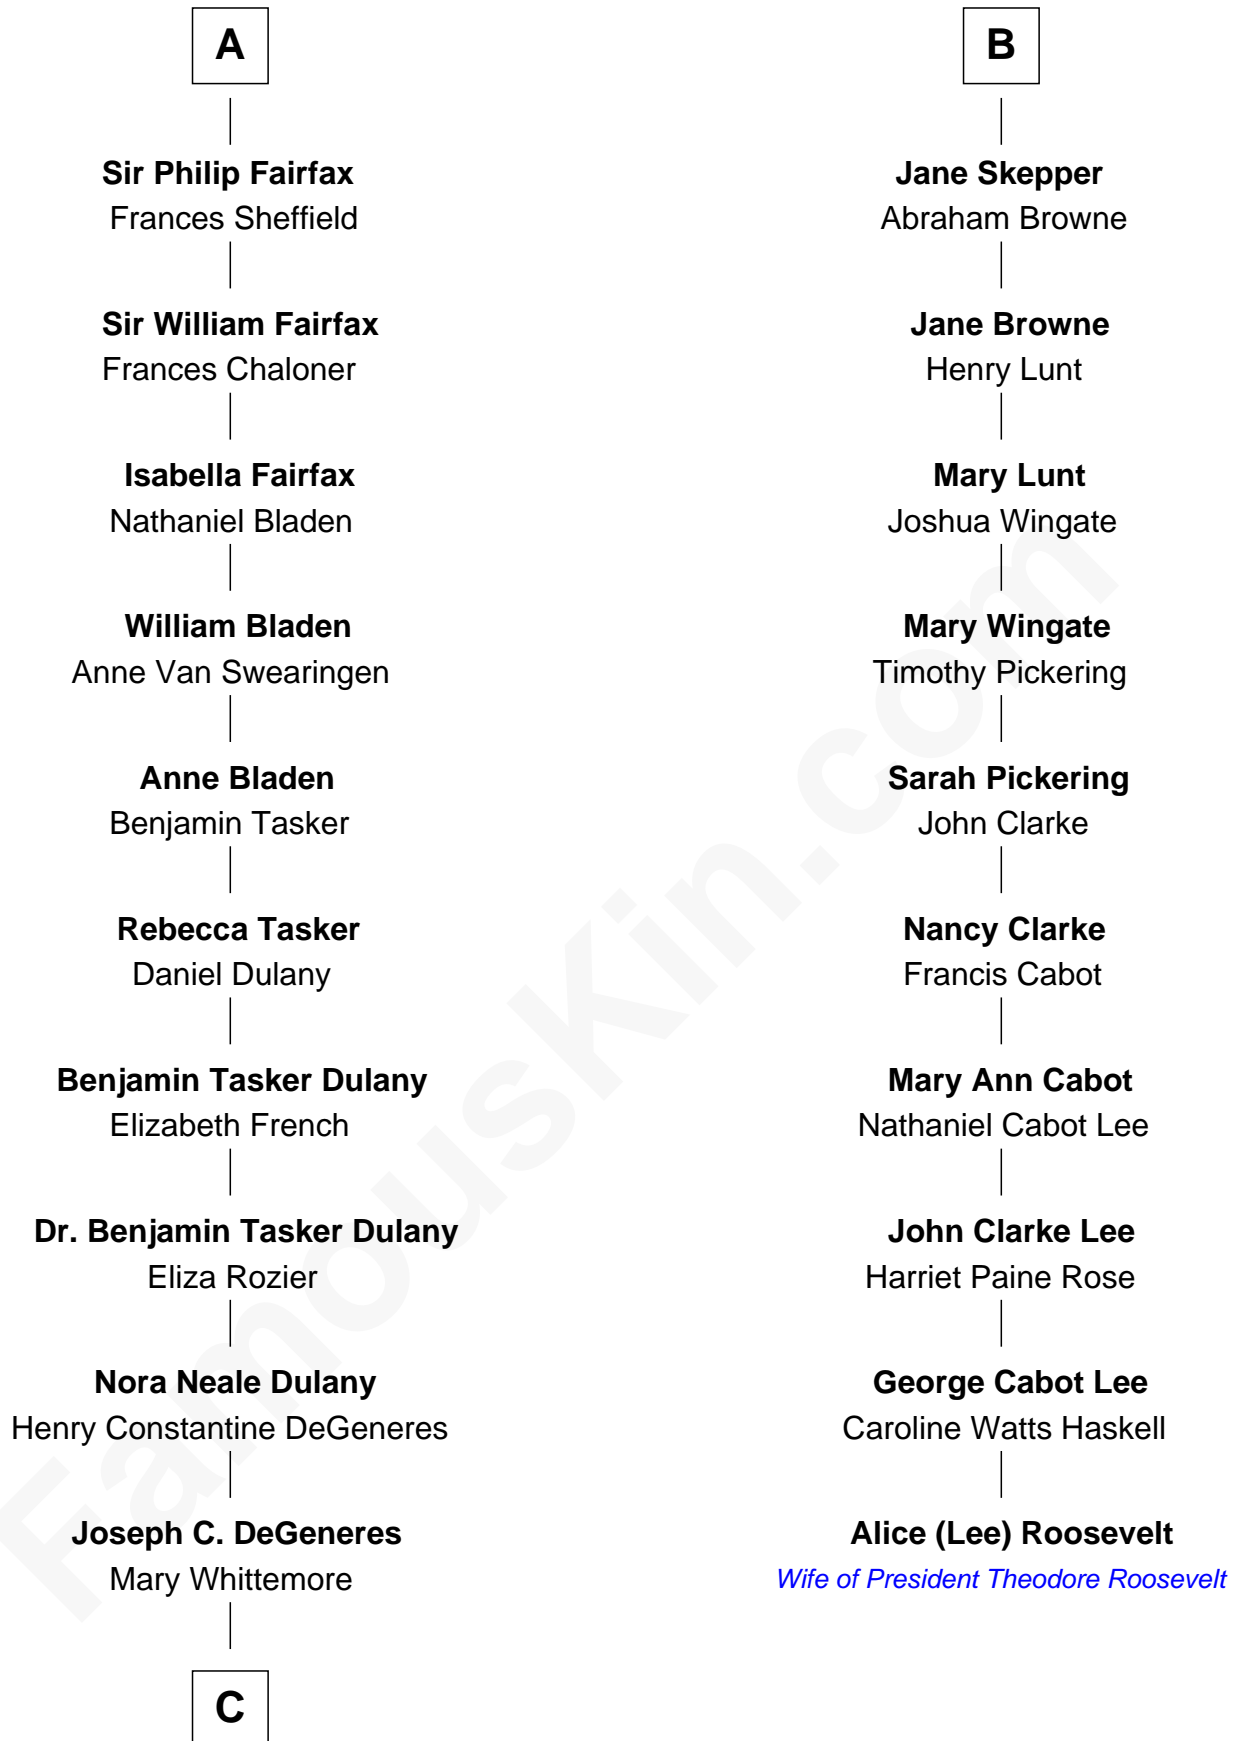 A
Sir Philip Fairfax
Frances Sheffield
Sir William Fairfax
Frances Chaloner
Isabella Fairfax
Nathaniel Bladen
William Bladen
Anne Van Swearingen
Anne Bladen
Benjamin Tasker
Rebecca Tasker
Daniel Dulany
Benjamin Tasker Dulany
Elizabeth French
Dr. Benjamin Tasker Dulany
Eliza Rozier
Nora Neale Dulany
Henry Constantine DeGeneres
Joseph C. DeGeneres
Mary Whittemore
C
B
Jane Skepper
Abraham Browne
Jane Browne
Henry Lunt
Mary Lunt
Joshua Wingate
Mary Wingate
Timothy Pickering
Sarah Pickering
John Clarke
Nancy Clarke
Francis Cabot
Mary Ann Cabot
Nathaniel Cabot Lee
John Clarke Lee
Harriet Paine Rose
George Cabot Lee
Caroline Watts Haskell
Alice (Lee) Roosevelt
Wife of President Theodore Roosevelt
FamousKin.com